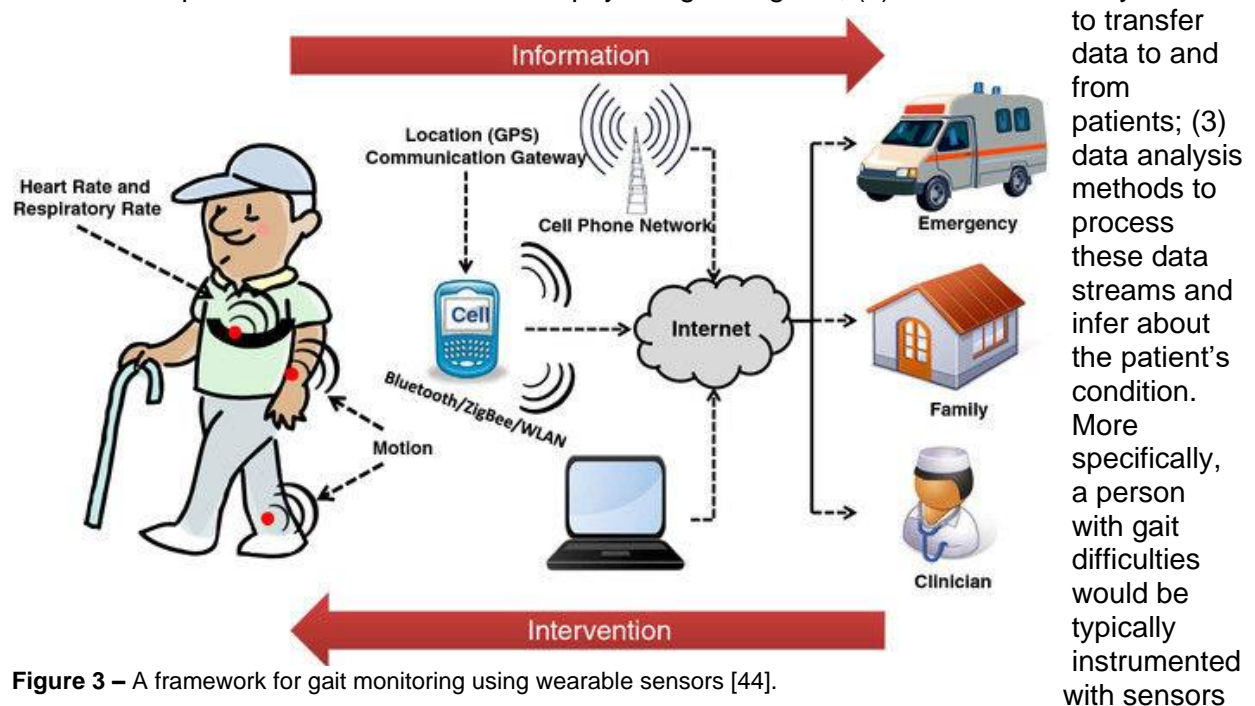 Information
Location (GPS)
Communication Gateway
Heart Rate and
Respiratory Rate
Cell Phone Network
Emergency
Cell
Internet
Bluetooth/ZigBee/WLAN
Family
Motion
Clinician
Intervention
Figure 3 – A framework for gait monitoring using wearable sensors [44].
to transfer
data to and
from
patients; (3)
data analysis
methods to
process
these data
streams and
infer about
the patient’s
condition.
More
specifically,
a person
with gait
difficulties
would be
typically
instrumented
with sensors